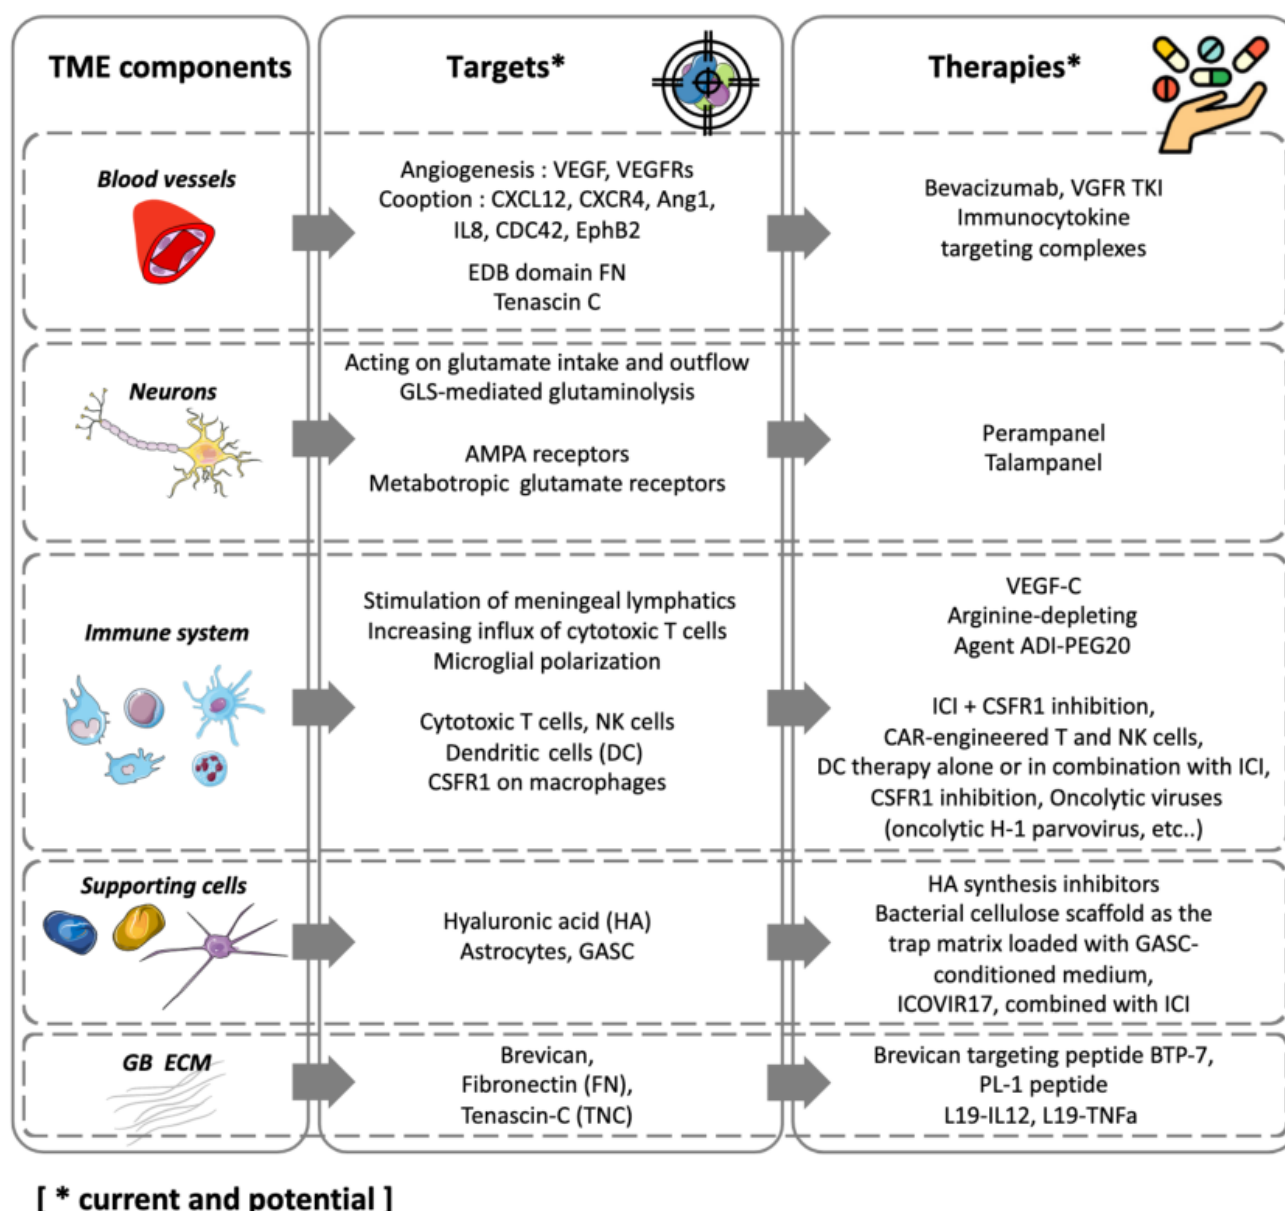 TME components
Targets*
Therapies*
Blood vessels
Angiogenesis : VEGF, VEGFRs
Cooption : CXCL12, CXCR4, Ang1,
IL8, CDC42, EphB2
EDB domain FN
Tenascin C
Bevacizumab, VGFR TKI
Immunocytokine
targeting complexes
Neurons
Acting on glutamate intake and outflow
GLS-mediated glutaminolysis
AMPA receptors
Metabotropic glutamate receptors
Perampanel
Talampanel
Immune system
Stimulation of meningeal lymphatics
Increasing influx of cytotoxic T cells
Microglial polarization
Cytotoxic T cells, NK cells
Dendritic cells (DC)
CSFR1 on macrophages
VEGF-C
Arginine-depleting
Agent ADI-PEG20
ICI + CSFR1 inhibition,
CAR-engineered T and NK cells,
DC therapy alone or in combination with ICI,
CSFR1 inhibition, Oncolytic viruses
(oncolytic H-1 parvovirus, etc..)
Supporting cells
Hyaluronic acid (HA)
Astrocytes, GASC
HA synthesis inhibitors
Bacterial cellulose scaffold as the
trap matrix loaded with GASC-
conditioned medium,
ICOVIR17, combined with ICI
GB ECM
Brevican,
Fibronectin (FN),
Tenascin-C (TNC)
Brevican targeting peptide BTP-7,
PL-1 peptide
L19-IL12, L19-TNFa
[ * current and potential ]